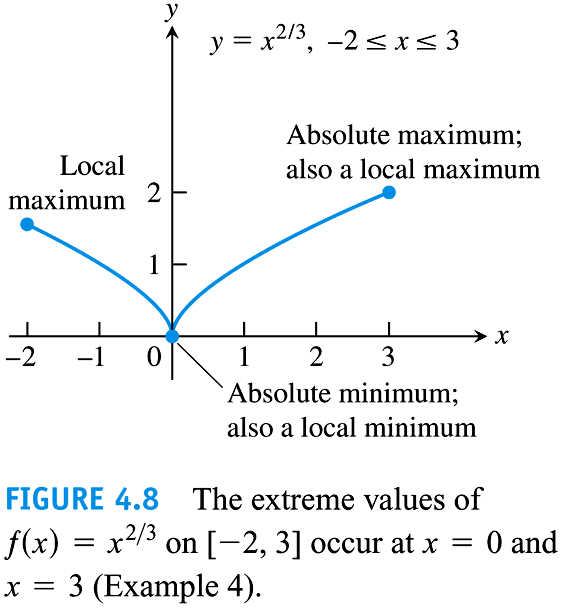 y
y = x^{2/3}, −2 ≤ x ≤ 3
Absolute maximum;
also a local maximum
Local
maximum
2
1
−2 −1 0 1 2 3 x
Absolute minimum;
also a local minimum
FIGURE 4.8 The extreme values of
f(x) = x^{2/3} on [−2, 3] occur at x = 0 and
x = 3 (Example 4).